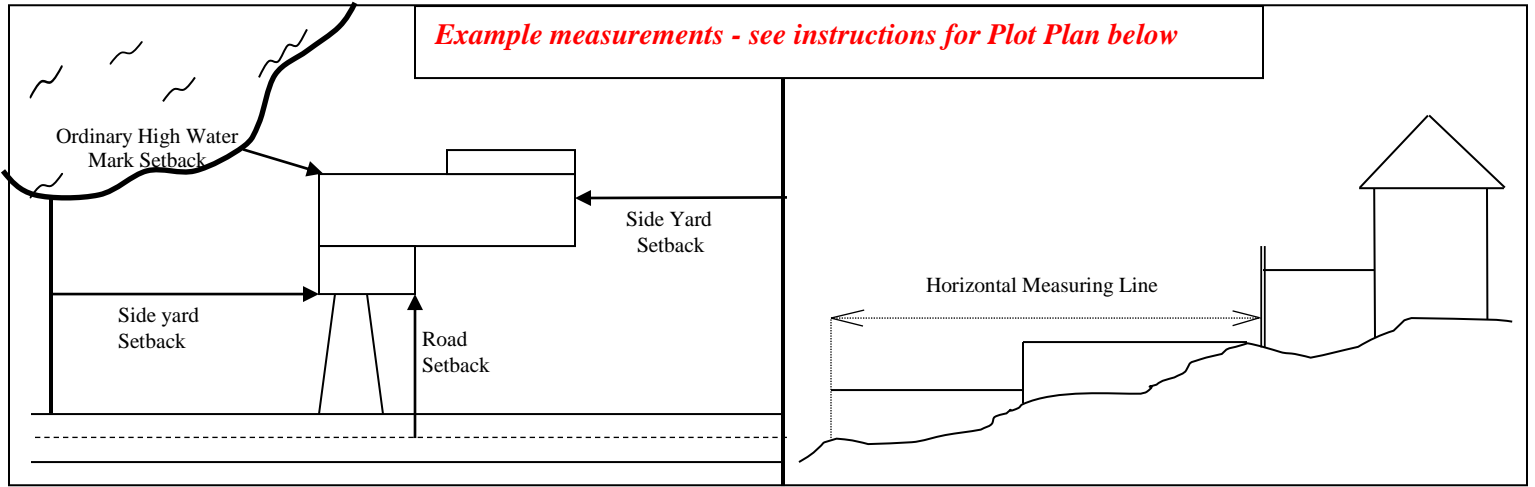 Example measurements - see instructions for Plot Plan below
Ordinary High Water
Mark Setback
Side Yard
Setback
Side yard
Setback
Road
Setback
Horizontal Measuring Line